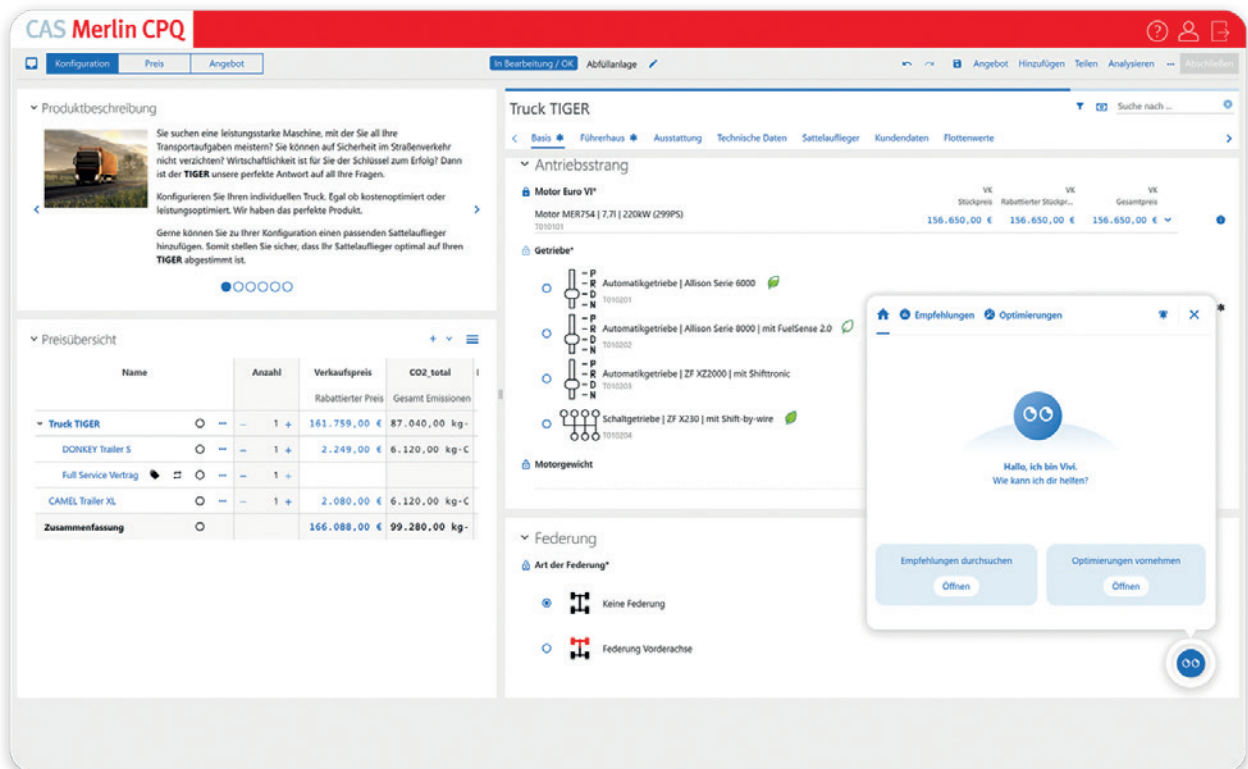 CAS Merlin CPQ
Konfiguration Preis Angebot
In Bearbeitung / OK Abfüllanlage
Angebot Hinzufügen Teilen Analysieren ... Abschließen
Produktbeschreibung
Sie suchen eine leistungsstarke Maschine, mit der Sie all Ihre
Transportaufgaben meistern? Sie können auf Sicherheit im Straßenverkehr
nicht verzichten? Wirtschaftlichkeit ist für Sie der Schlüssel zum Erfolg? Dann
ist der TIGER unsere perfekte Antwort auf all Ihre Fragen.
Konfigurieren Sie Ihren individuellen Truck. Egal ob kostenoptimiert oder
leistungsoptimiert. Wir haben das perfekte Produkt.
Gerne können Sie zu Ihrer Konfiguration einen passenden Sattelauflieger
hinzufügen. Somit stellen Sie sicher, dass Ihr Sattelauflieger optimal auf Ihren
TIGER abgestimmt ist.
Preisübersicht
Name Anzahl Verkaufspreis CO2_total
Rabattierter Preis Gesamt Emissionen
Truck TIGER ... - 1 + 161.759,00 € 87.040,00 kg-
DONKEY Trailer S ... - 1 + 2.249,00 € 6.120,00 kg-C
Full Service Vertrag ... - 1 +
CAMEL Trailer XL ... - 1 + 2.080,00 € 6.120,00 kg-C
Zusammenfassung 166.088,00 € 99.280,00 kg-
Truck TIGER
Suche nach ...
Basis * Führerhaus * Ausstattung Technische Daten Sattelauflieger Kundendaten Flottenwerte
Antriebsstrang
Motor Euro VI*
VK VK VK
Stückpreis Rabattierter Stückpr... Gesamtpreis
Motor MER754 | 7,7l | 220kW (299PS) 156.650,00 € 156.650,00 € 156.650,00 €
T010101
Getriebe*
P
R Automatikgetriebe | Allison Serie 6000
D T010201
N
P
R Automatikgetriebe | Allison Serie 8000 | mit FuelSense 2.0
D T010202
N
P
R Automatikgetriebe | ZF XZ2000 | mit Shifttronic
D T010203
N
Schaltgetriebe | ZF X230 | mit Shift-by-wire
T010204
Motorgewicht
Federung
Art der Federung*
Keine Federung
Federung Vorderachse
Empfehlungen Optimierungen
Hallo, ich bin Vivi.
Wie kann ich dir helfen?
Empfehlungen durchsuchen Optimierungen vornehmen
Öffnen Öffnen